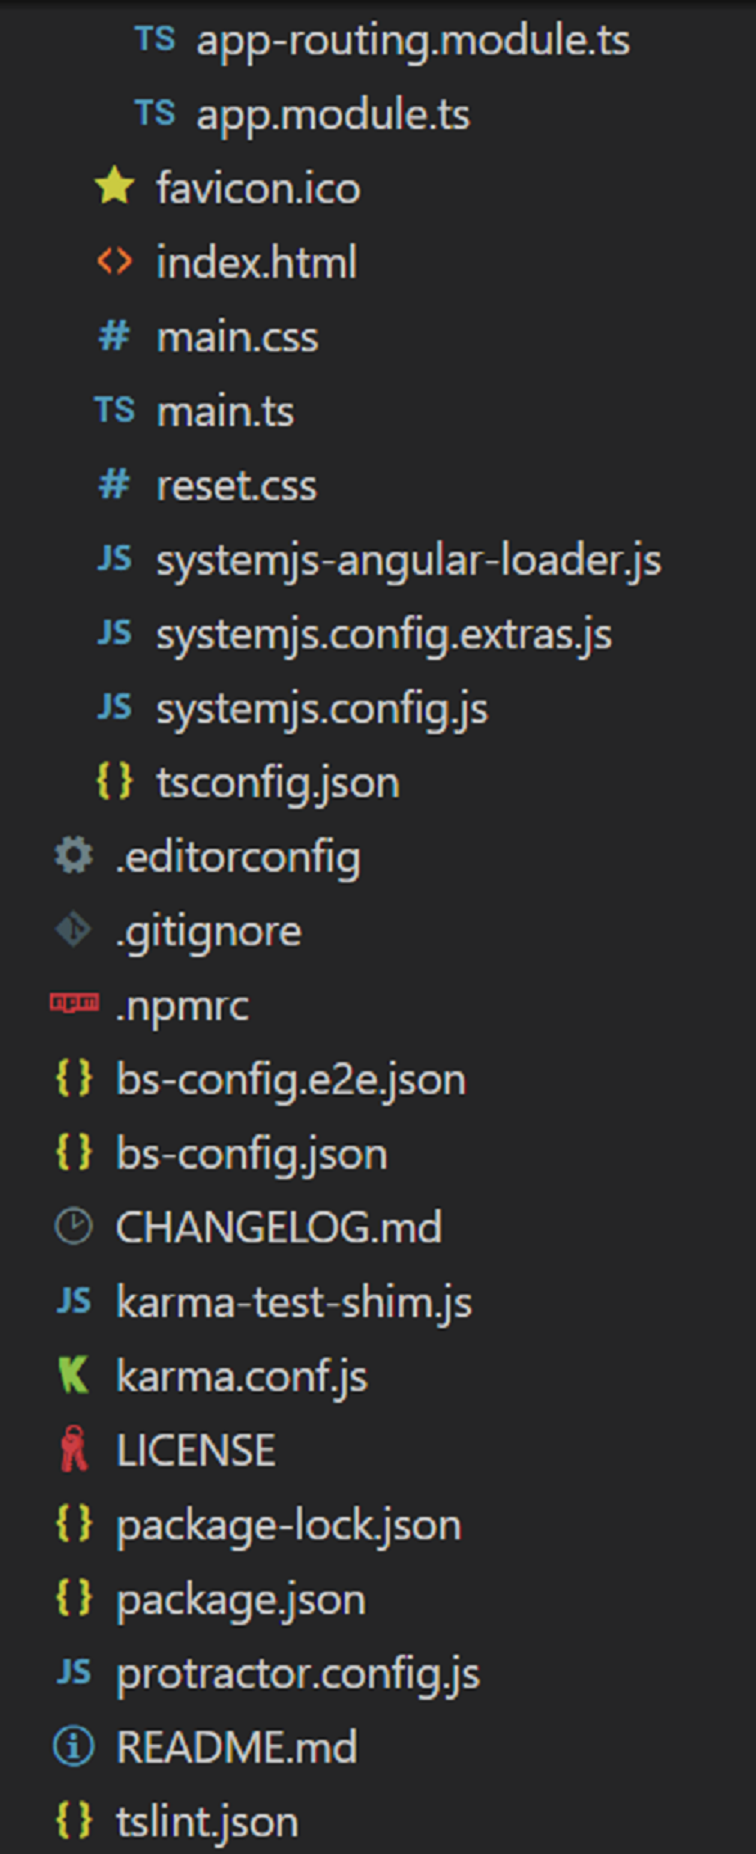 TS app-routing.module.ts
TS app.module.ts
favicon.ico
<> index.html
# main.css
TS main.ts
# reset.css
JS systemjs-angular-loader.js
JS systemjs.config.extras.js
JS systemjs.config.js
{} tsconfig.json
.editorconfig
.gitignore
npm .npmrc
{} bs-config.e2e.json
{} bs-config.json
CHANGELOG.md
JS karma-test-shim.js
K karma.conf.js
LICENSE
{} package-lock.json
{} package.json
JS protractor.config.js
i README.md
{} tslint.json